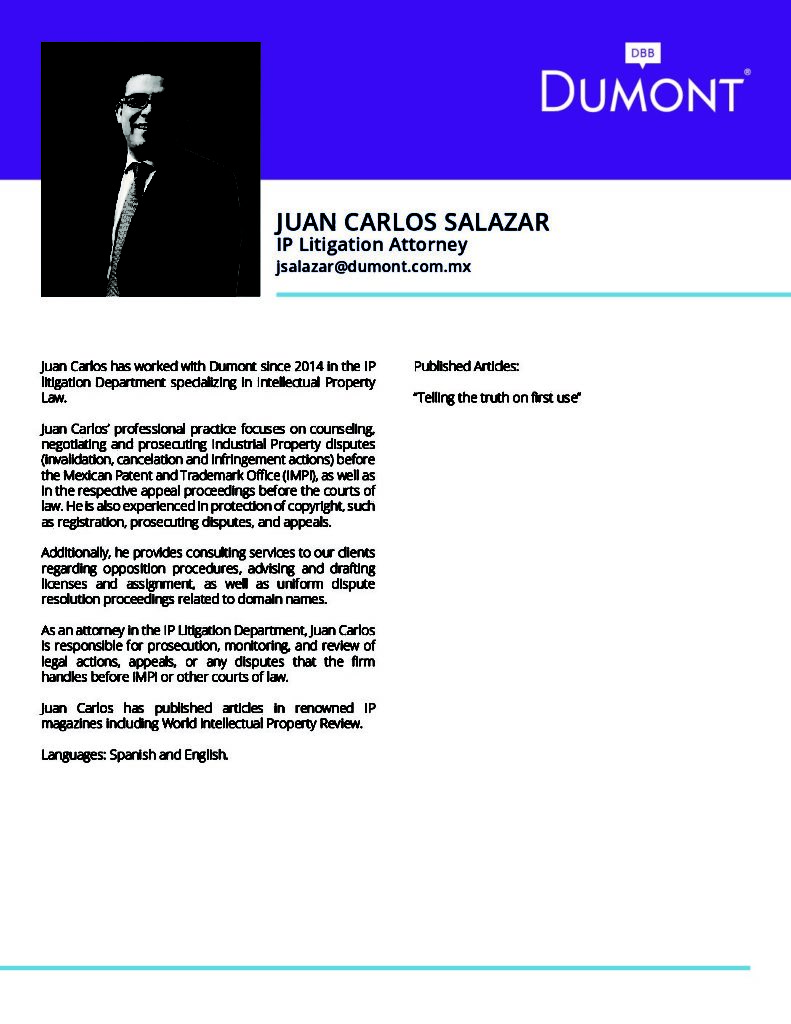 DBB
DUMONT®
JUAN CARLOS SALAZAR
IP Litigation Attorney
jsalazar@dumont.com.mx
Juan Carlos has worked with Dumont since 2014 in the IP
litigation Department specializing in Intellectual Property
Law.
Juan Carlos’ professional practice focuses on counseling,
negotiating and prosecuting Industrial Property disputes
(invalidation, cancelation and infringement actions) before
the Mexican Patent and Trademark Office (IMPI), as well as
in the respective appeal proceedings before the courts of
law. He is also experienced in protection of copyright, such
as registration, prosecuting disputes, and appeals.
Additionally, he provides consulting services to our clients
regarding opposition procedures, advising and drafting
licenses and assignment, as well as uniform dispute
resolution proceedings related to domain names.
As an attorney in the IP Litigation Department, Juan Carlos
is responsible for prosecution, monitoring, and review of
legal actions, appeals, or any disputes that the firm
handles before IMPI or other courts of law.
Juan Carlos has published articles in renowned IP
magazines including World Intellectual Property Review.
Languages: Spanish and English.
Published Articles:
“Telling the truth on first use”